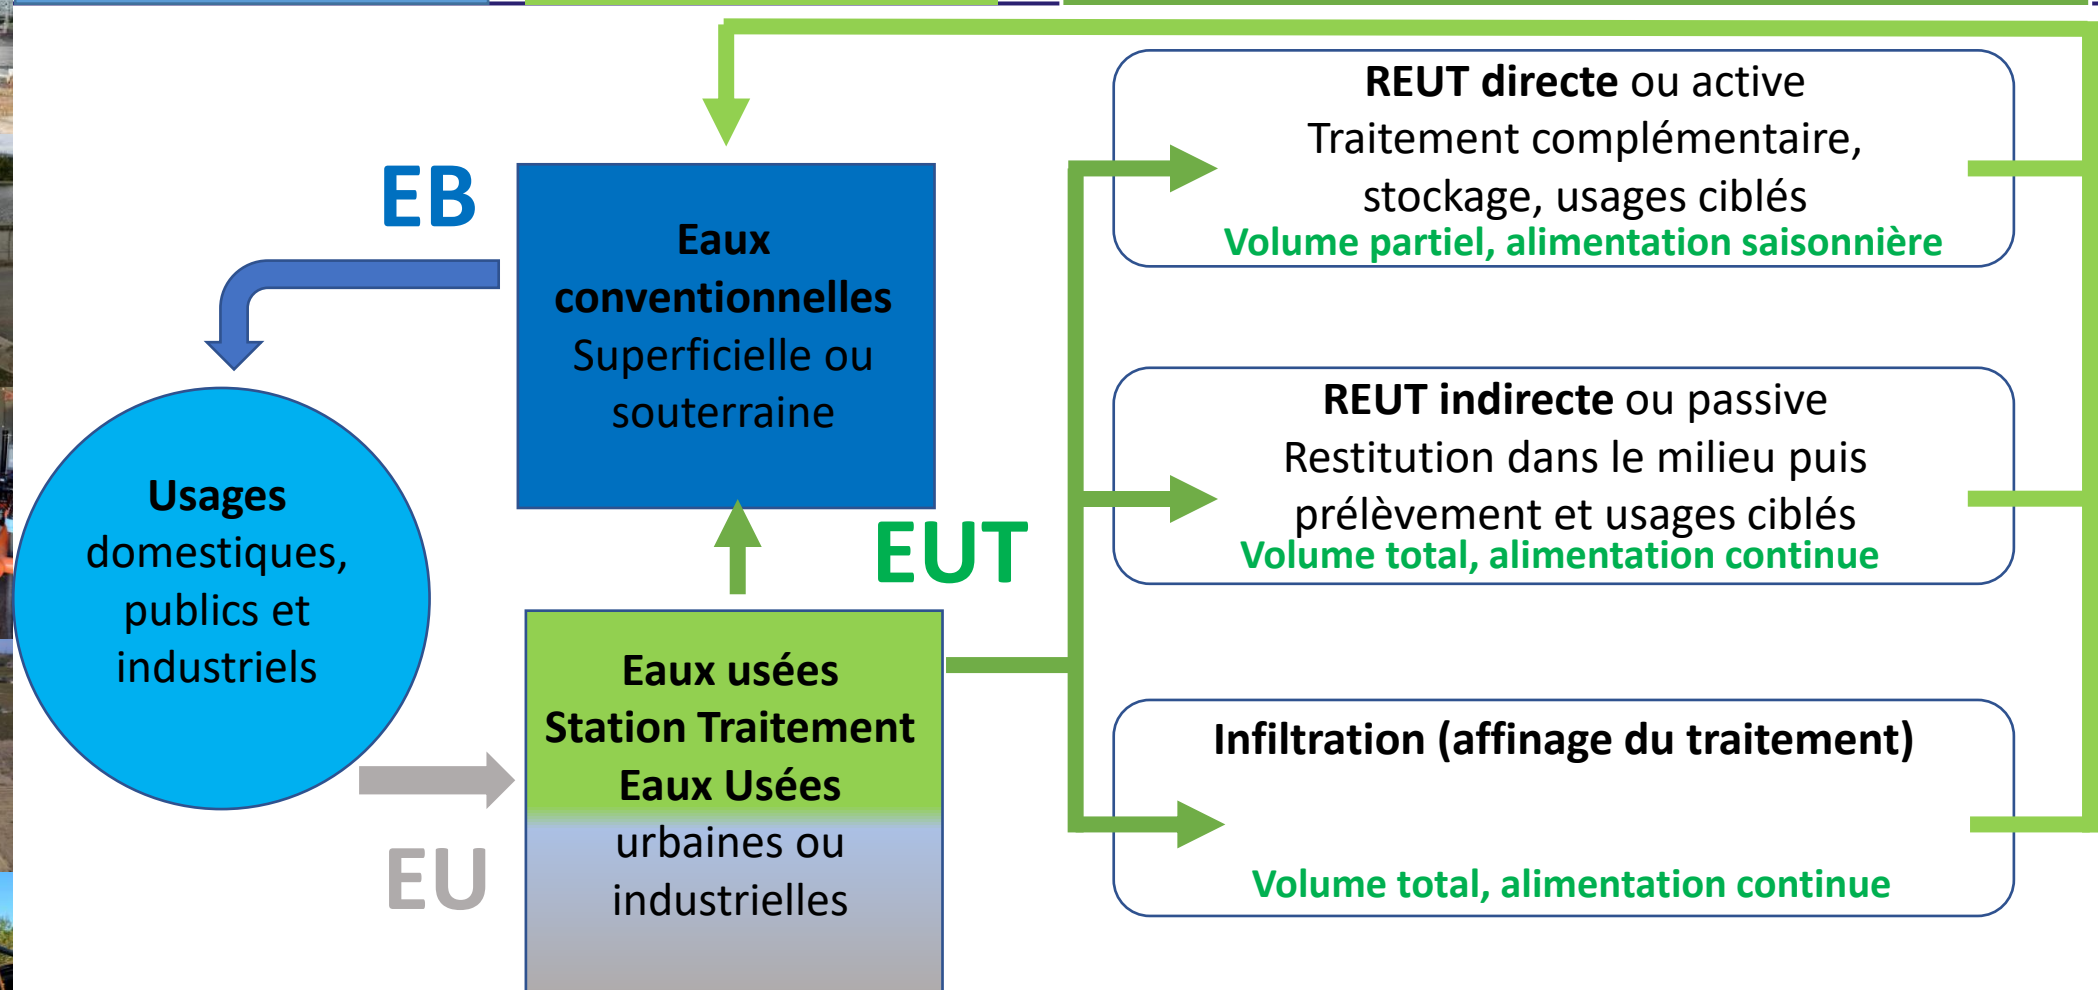 EB
Eaux
conventionnelles
Superficielle ou
souterraine
Usages
domestiques,
publics et
industriels
EU
EUT
Eaux usées
Station Traitement
Eaux Usées
urbaines ou
industrielles
REUT directe ou active
Traitement complémentaire,
stockage, usages ciblés
Volume partiel, alimentation saisonnière
REUT indirecte ou passive
Restitution dans le milieu puis
prélèvement et usages ciblés
Volume total, alimentation continue
Infiltration (affinage du traitement)
Volume total, alimentation continue